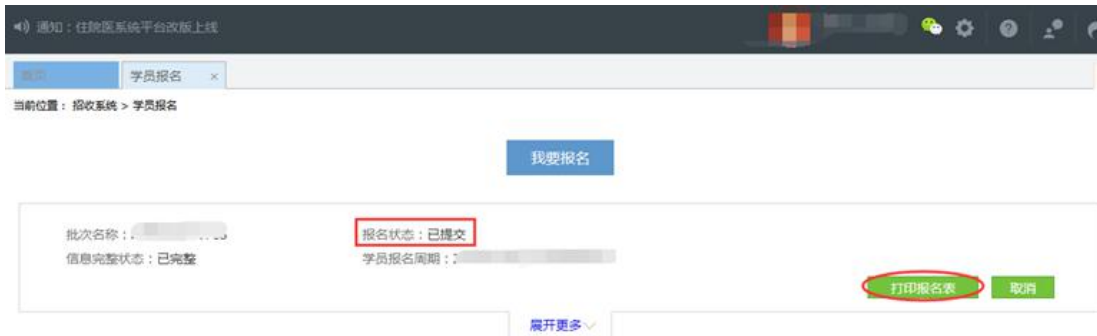 通知：住院医系统平台改版上线
首页 学员报名 ×
当前位置： 招收系统 > 学员报名
我要报名
批次名称： 报名状态：已提交
信息完整状态：已完整 学员报名周期：2
打印报名表 取消
展开更多